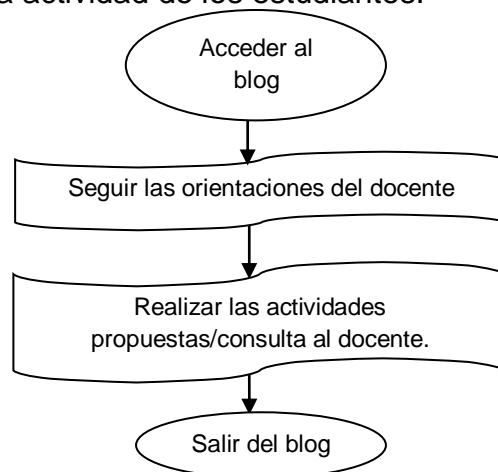 a actividad de los estudiantes.
Acceder al
blog
Seguir las orientaciones del docente
Realizar las actividades
propuestas/consulta al docente.
Salir del blog